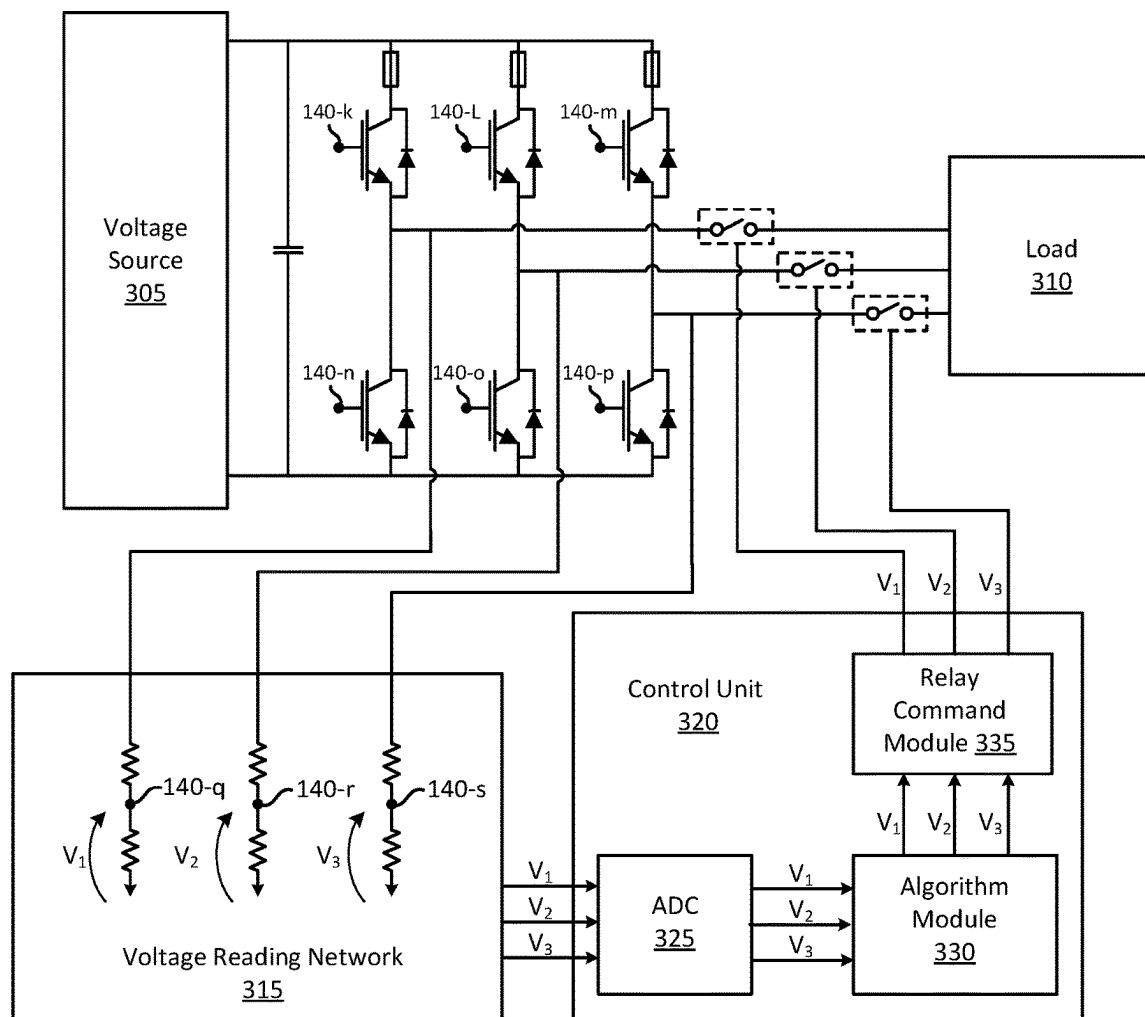 140-k
140-L
140-m
Voltage
Source
305
Load
310
140-n
140-o
140-p
V₁
V₂
V₃
Control Unit
320
Relay
Command
Module 335
140-q
140-r
140-s
V₁
V₂
V₃
V₁
V₂
V₃
V₁
V₂
V₃
ADC
325
V₁
V₂
V₃
Algorithm
Module
330
Voltage Reading Network
315